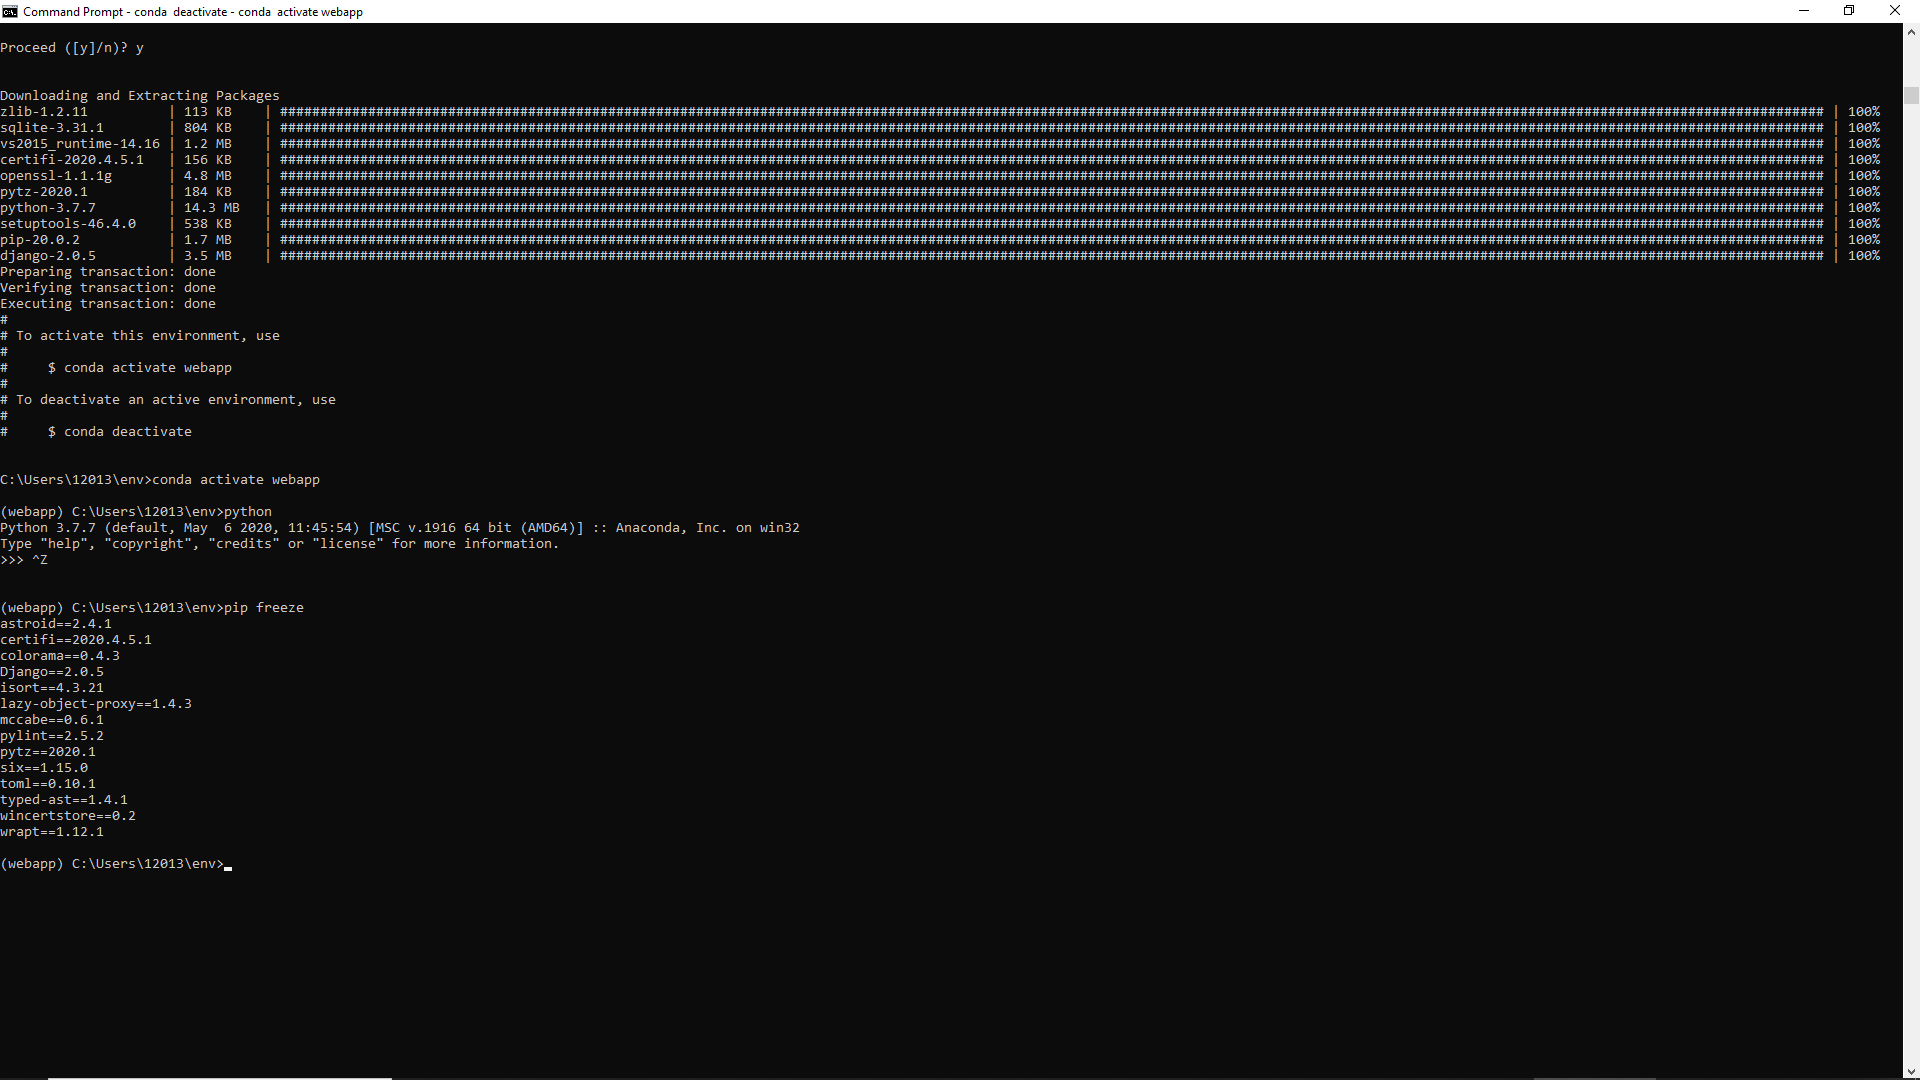 Command Prompt - conda  deactivate - conda  activate webapp
Proceed ([y]/n)? y
Downloading and Extracting Packages
zlib-1.2.11          | 113 KB    | ################################################################################################################################################################################################# | 100%
sqlite-3.31.1        | 804 KB    | ################################################################################################################################################################################################# | 100%
vs2015_runtime-14.16 | 1.2 MB    | ################################################################################################################################################################################################# | 100%
certifi-2020.4.5.1   | 156 KB    | ################################################################################################################################################################################################# | 100%
openssl-1.1.1g       | 4.8 MB    | ################################################################################################################################################################################################# | 100%
pytz-2020.1          | 184 KB    | ################################################################################################################################################################################################# | 100%
python-3.7.7         | 14.3 MB   | ################################################################################################################################################################################################# | 100%
setuptools-46.4.0    | 538 KB    | ################################################################################################################################################################################################# | 100%
pip-20.0.2           | 1.7 MB    | ################################################################################################################################################################################################# | 100%
django-2.0.5         | 3.5 MB    | ################################################################################################################################################################################################# | 100%
Preparing transaction: done
Verifying transaction: done
Executing transaction: done
#
# To activate this environment, use
#
#     $ conda activate webapp
#
# To deactivate an active environment, use
#
#     $ conda deactivate
C:\Users\12013\env>conda activate webapp
(webapp) C:\Users\12013\env>python
Python 3.7.7 (default, May  6 2020, 11:45:54) [MSC v.1916 64 bit (AMD64)] :: Anaconda, Inc. on win32
Type "help", "copyright", "credits" or "license" for more information.
>>> ^Z
(webapp) C:\Users\12013\env>pip freeze
astroid==2.4.1
certifi==2020.4.5.1
colorama==0.4.3
Django==2.0.5
isort==4.3.21
lazy-object-proxy==1.4.3
mccabe==0.6.1
pylint==2.5.2
pytz==2020.1
six==1.15.0
toml==0.10.1
typed-ast==1.4.1
wincertstore==0.2
wrapt==1.12.1
(webapp) C:\Users\12013\env>